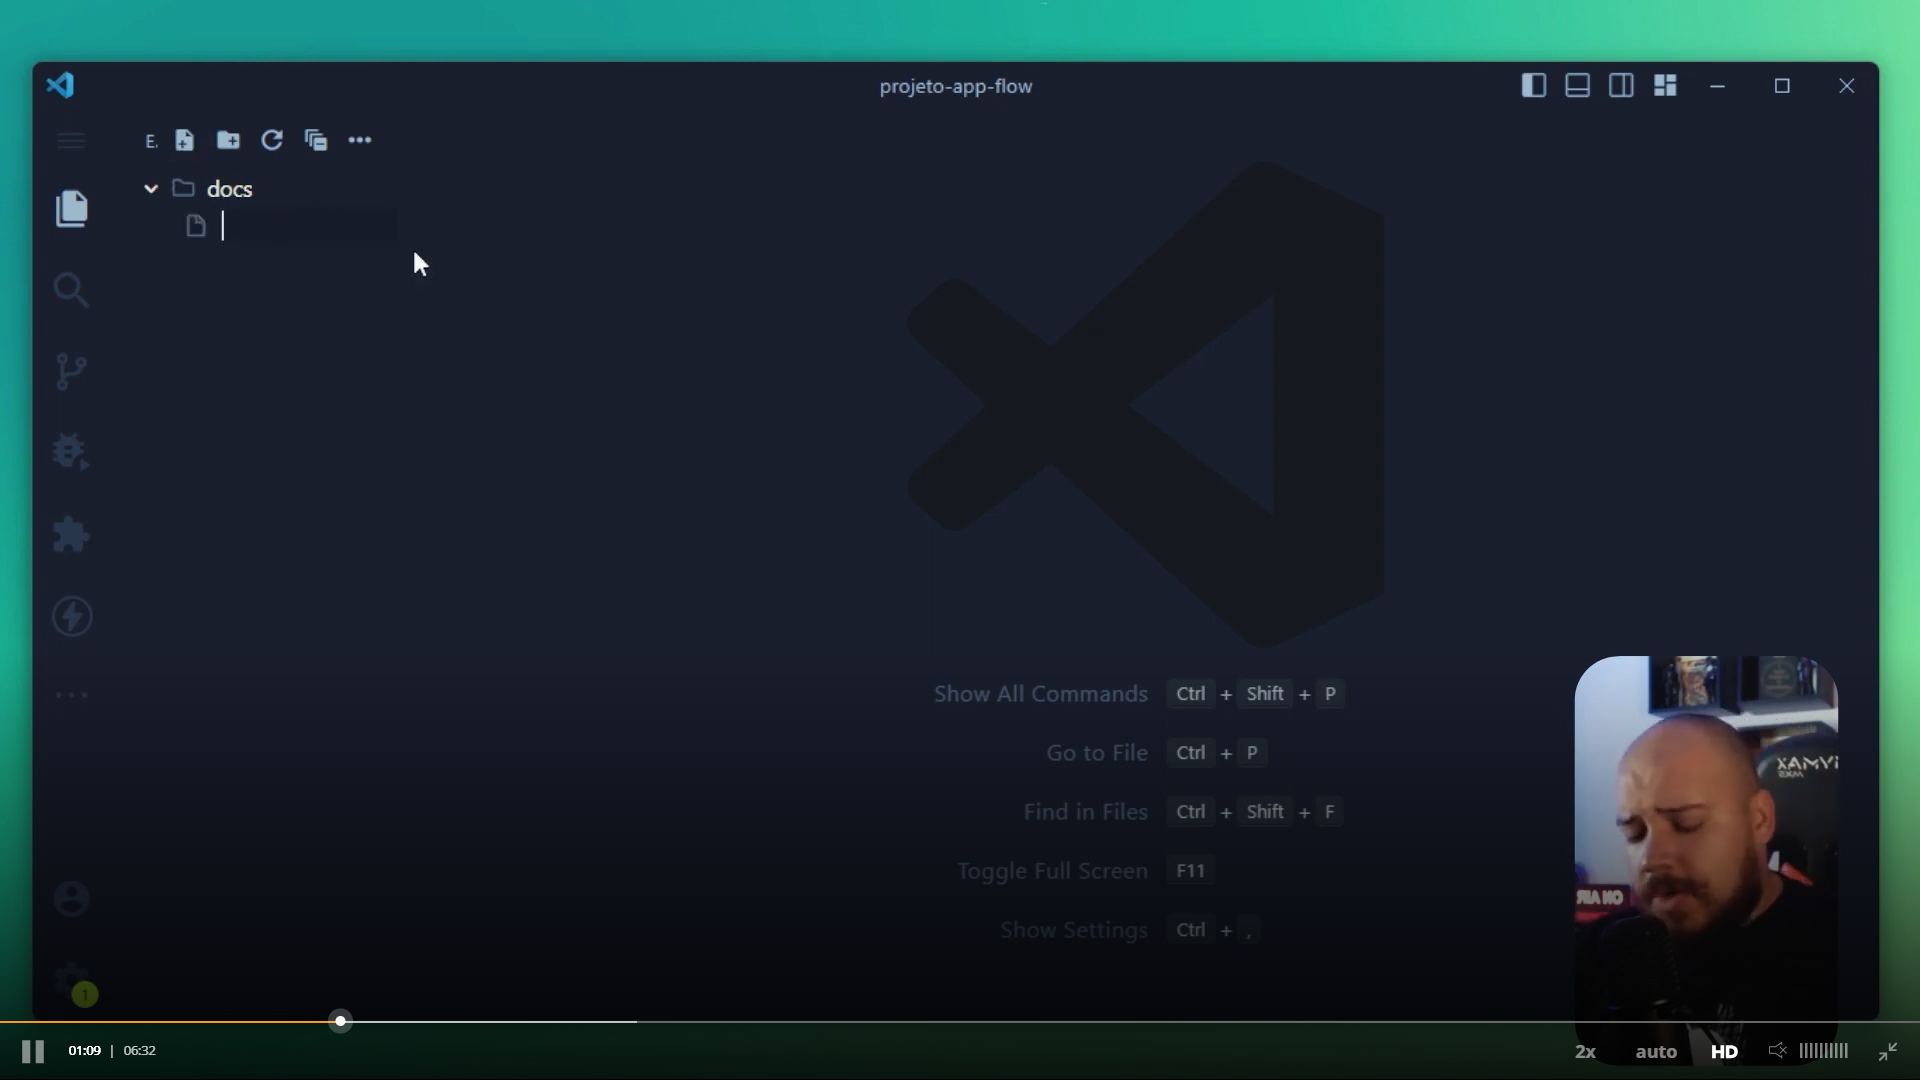 projeto-app-flow
E.
docs
Show All Commands Ctrl + Shift + P
Go to File Ctrl + P
Find in Files Ctrl + Shift + F
Toggle Full Screen F11
Show Settings Ctrl + ,
1
01:09 | 06:32
2x auto HD